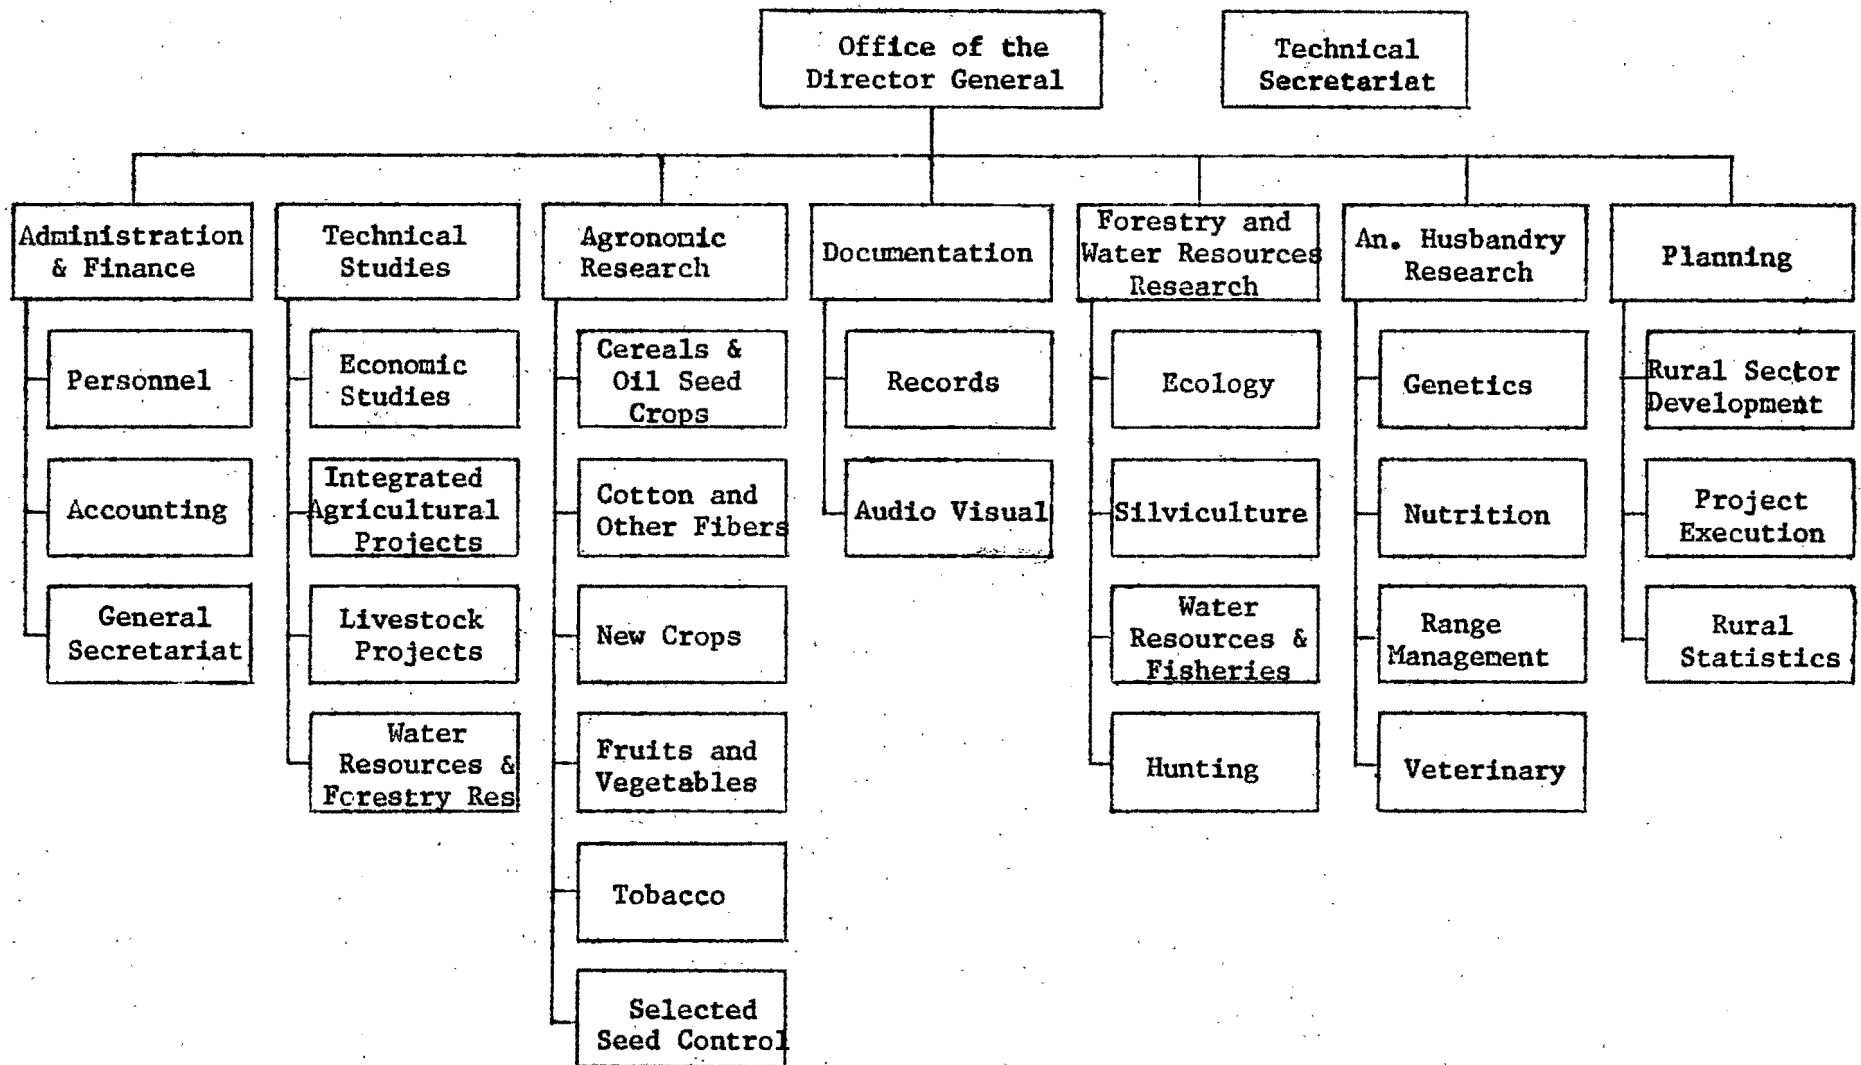 Office of the
Director General
Technical
Secretariat
Administration
& Finance
Technical
Studies
Agronomic
Research
Documentation
Forestry and
Water Resources
Research
An. Husbandry
Research
Planning
Personnel
Accounting
General
Secretariat
Economic
Studies
Integrated
Agricultural
Projects
Livestock
Projects
Water
Resources &
Forestry Res
Cereals &
Oil Seed
Crops
Cotton and
Other Fibers
New Crops
Fruits and
Vegetables
Tobacco
Selected
Seed Control
Records
Audio Visual
Ecology
Silviculture
Water
Resources &
Fisheries
Hunting
Genetics
Nutrition
Range
Management
Veterinary
Rural Sector
Development
Project
Execution
Rural
Statistics